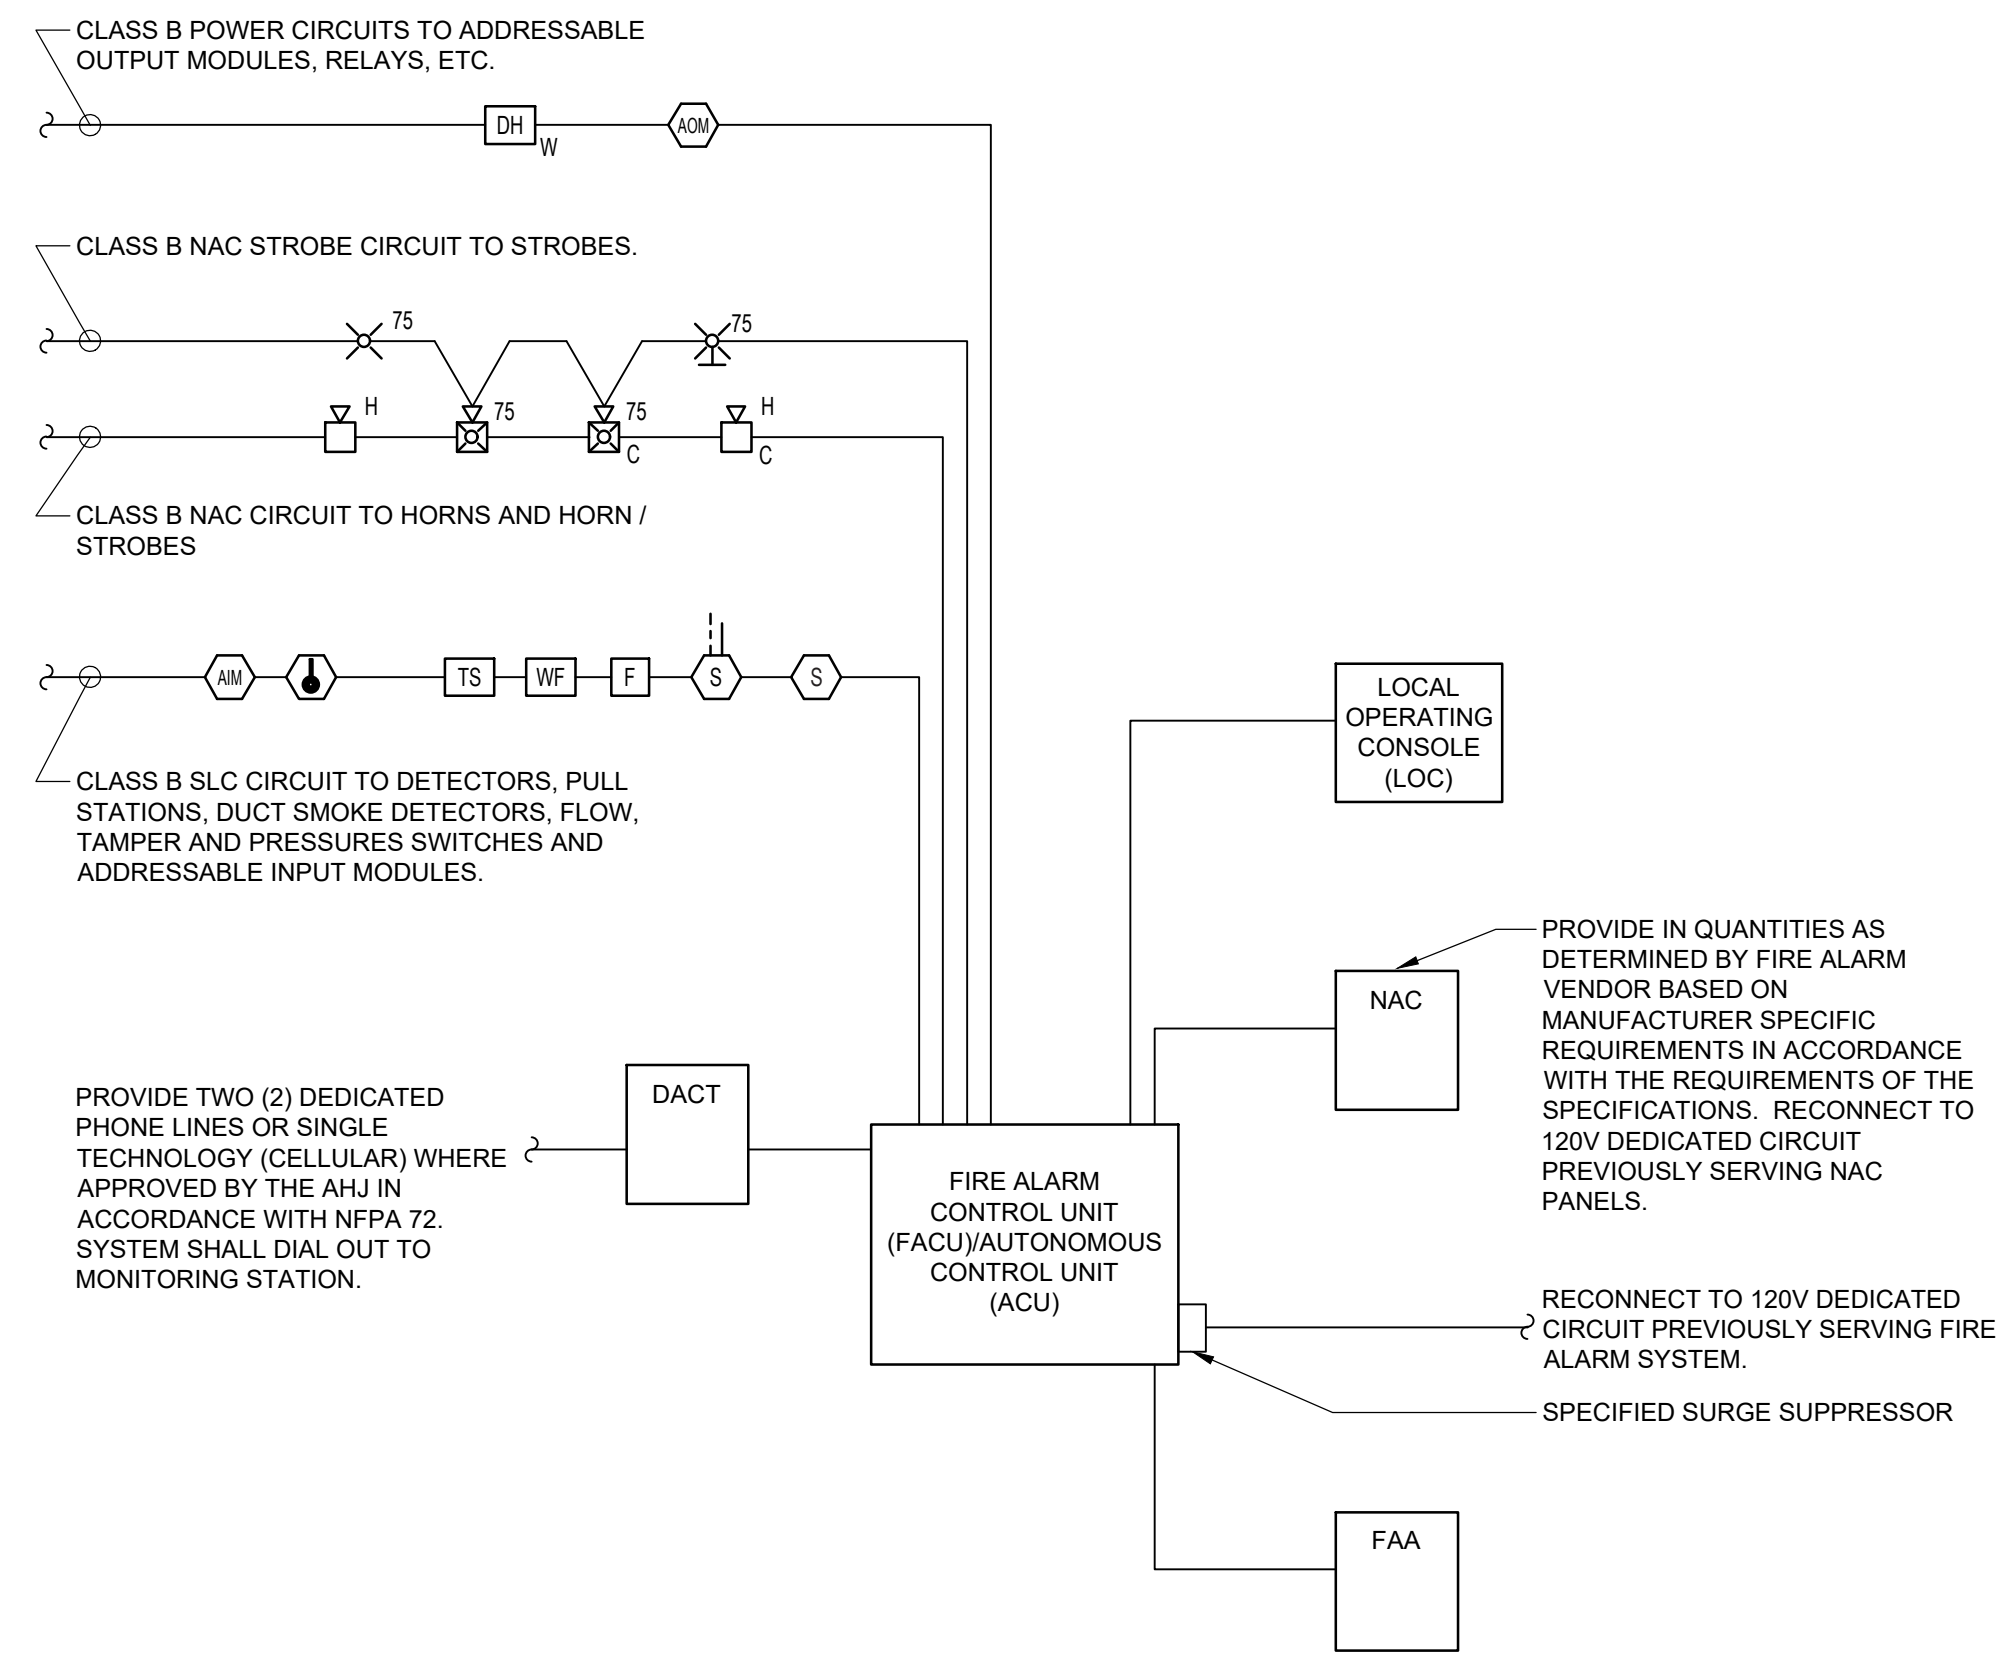 CLASS B POWER CIRCUITS TO ADDRESSABLE
OUTPUT MODULES, RELAYS, ETC.
DH
W
AOM
CLASS B NAC STROBE CIRCUIT TO STROBES.
75
75
H
75
75
C
H
C
CLASS B NAC CIRCUIT TO HORNS AND HORN /
STROBES
AIM
TS
WF
F
S
S
CLASS B SLC CIRCUIT TO DETECTORS, PULL
STATIONS, DUCT SMOKE DETECTORS, FLOW,
TAMPER AND PRESSURES SWITCHES AND
ADDRESSABLE INPUT MODULES.
LOCAL
OPERATING
CONSOLE
(LOC)
NAC
PROVIDE IN QUANTITIES AS
DETERMINED BY FIRE ALARM
VENDOR BASED ON
MANUFACTURER SPECIFIC
REQUIREMENTS IN ACCORDANCE
WITH THE REQUIREMENTS OF THE
SPECIFICATIONS.  RECONNECT TO
120V DEDICATED CIRCUIT
PREVIOUSLY SERVING NAC
PANELS.
PROVIDE TWO (2) DEDICATED
PHONE LINES OR SINGLE
TECHNOLOGY (CELLULAR) WHERE
APPROVED BY THE AHJ IN
ACCORDANCE WITH NFPA 72.
SYSTEM SHALL DIAL OUT TO
MONITORING STATION.
DACT
FIRE ALARM
CONTROL UNIT
(FACU)/AUTONOMOUS
CONTROL UNIT
(ACU)
RECONNECT TO 120V DEDICATED
CIRCUIT PREVIOUSLY SERVING FIRE
ALARM SYSTEM.
SPECIFIED SURGE SUPPRESSOR
FAA